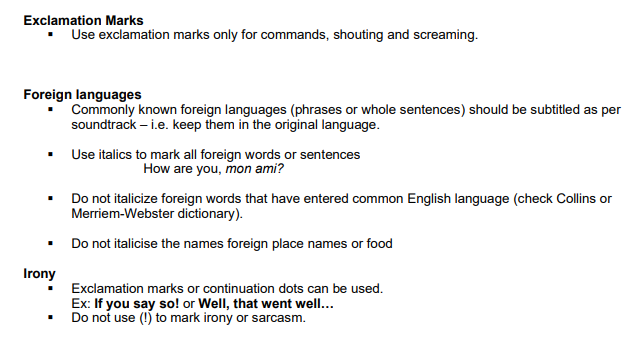 Exclamation Marks
▪ Use exclamation marks only for commands, shouting and screaming.
Foreign languages
▪ Commonly known foreign languages (phrases or whole sentences) should be subtitled as per
soundtrack – i.e. keep them in the original language.
▪ Use italics to mark all foreign words or sentences
How are you, mon ami?
▪ Do not italicize foreign words that have entered common English language (check Collins or
Merriem-Webster dictionary).
▪ Do not italicise the names foreign place names or food
Irony
▪ Exclamation marks or continuation dots can be used.
Ex: If you say so! or Well, that went well…
▪ Do not use (!) to mark irony or sarcasm.